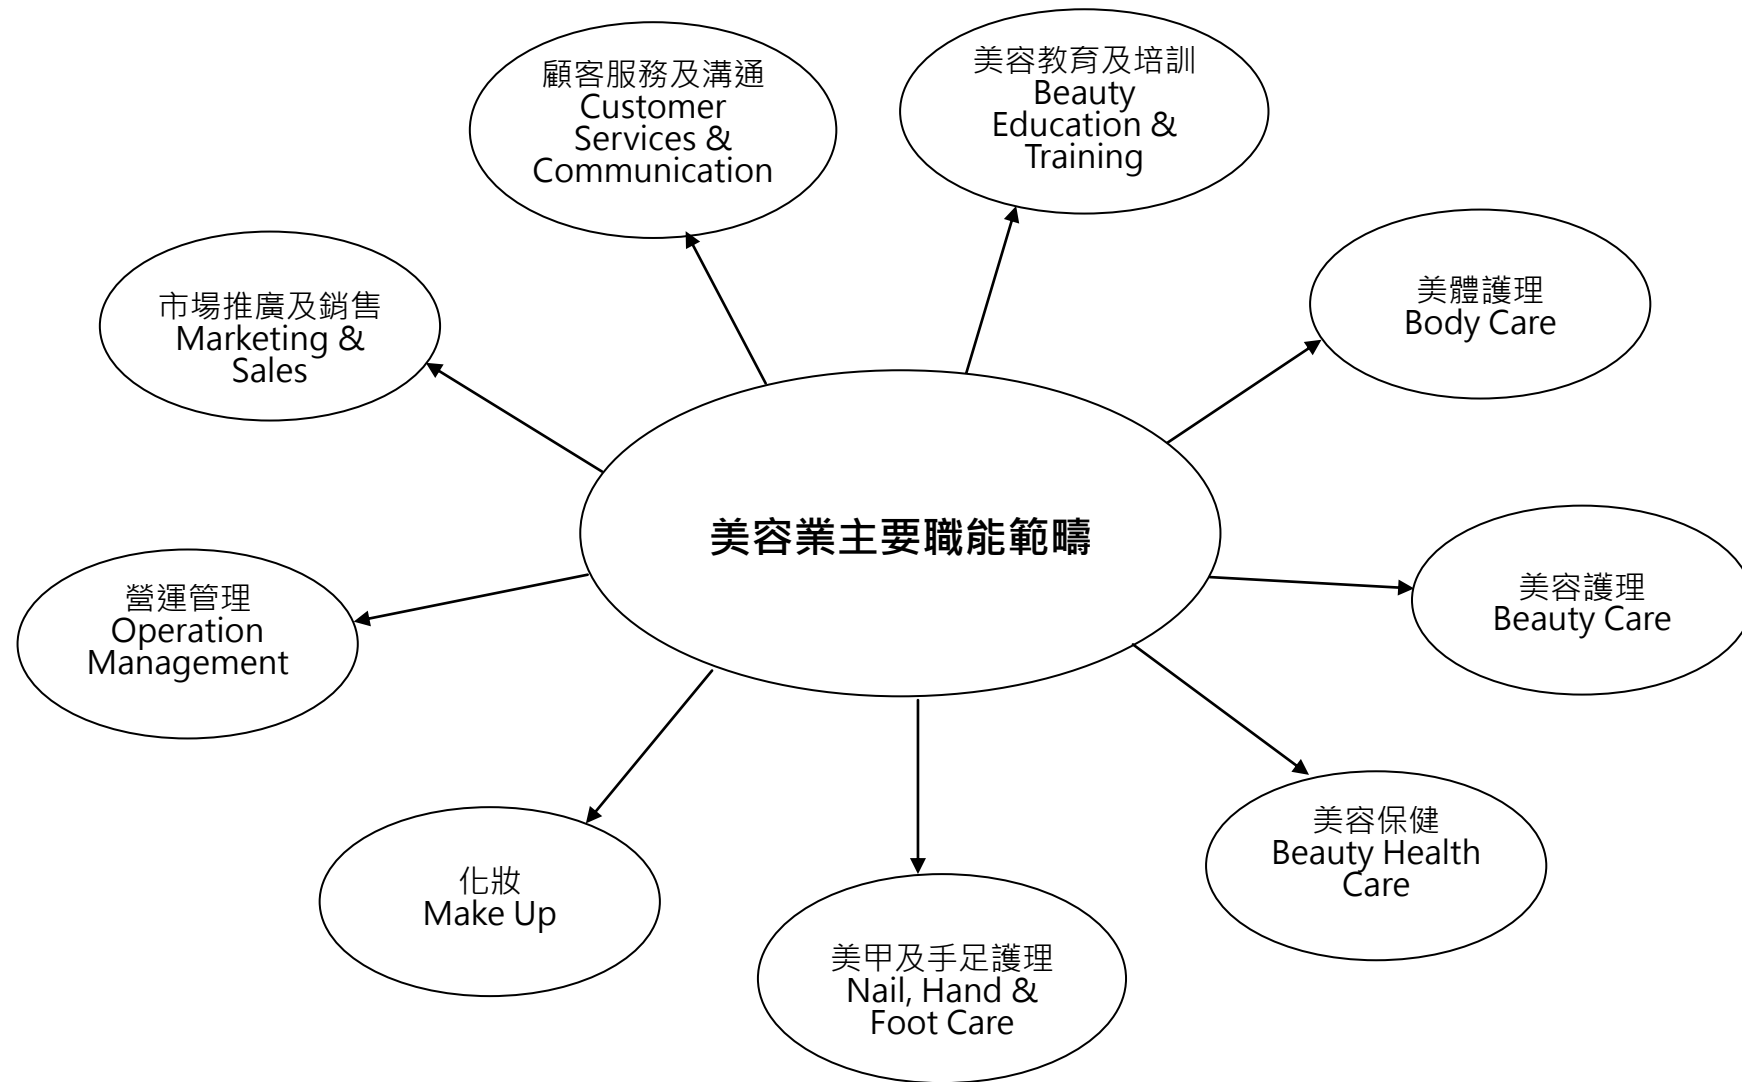 顧客服務及溝通
Customer
Services &
Communication
美容教育及培訓
Beauty
Education &
Training
市場推廣及銷售
Marketing &
Sales
美體護理
Body Care
美容業主要職能範疇
營運管理
Operation
Management
美容護理
Beauty Care
化妝
Make Up
美甲及手足護理
Nail, Hand &
Foot Care
美容保健
Beauty Health
Care